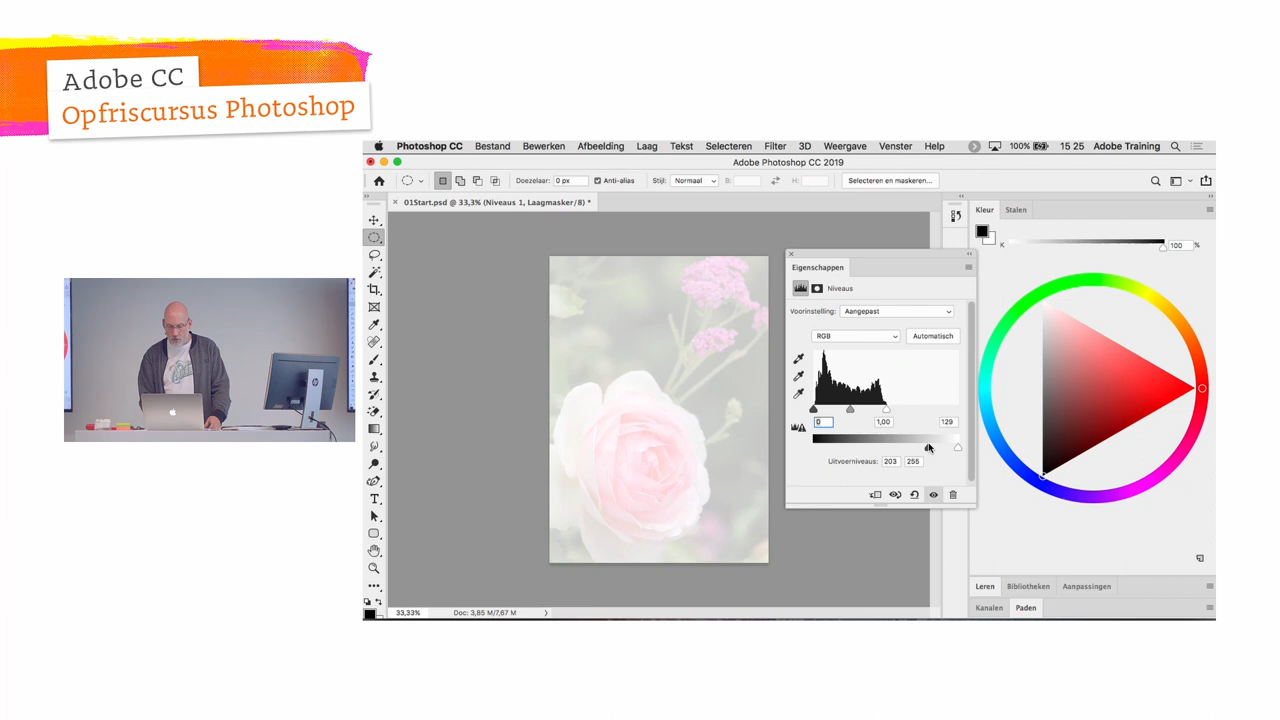 Adobe CC
Opfriscursus Photoshop
Photoshop CC Bestand Bewerken Afbeelding Laag Tekst Selecteren Filter 3D Weergave Venster Help 100% 15 25 Adobe Training
Adobe Photoshop CC 2019
Doezelaar: 0 px Anti-alias Stijl: Normaal B: H: Selecteren en maskeren...
01Start.psd @ 33,3% (Niveaus 1, Laagmasker/8) *
Kleur Stalen
K 100 %
Eigenschappen
Niveaus
Voorinstelling: Aangepast
RGB Automatisch
0 1,00 129
Uitvoerniveaus: 203 255
Leren Bibliotheken Aanpassingen
Kanalen Paden
33,33% Doc: 3,85 M/7,67 M